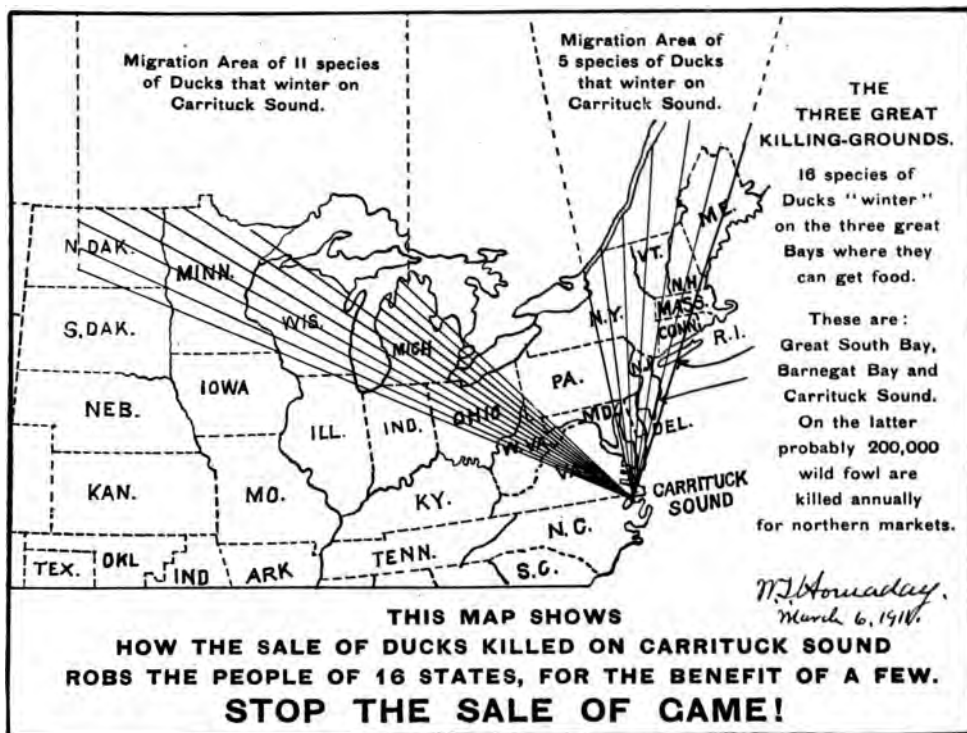 Migration Area of 11 species
of Ducks that winter on
Carrituck Sound.
Migration Area of
5 species of Ducks
that winter on
Carrituck Sound.
THE
THREE GREAT
KILLING-GROUNDS.
16 species of
Ducks "winter"
on the three great
Bays where they
can get food.
These are:
Great South Bay,
Barnegat Bay and
Carrituck Sound.
On the latter
probably 200,000
wild fowl are
killed annually
for northern markets.
N.DAK.
MINN.
S.DAK.
WIS.
MICH
IOWA
NEB.
ILL.
IND.
OHIO
PA.
N.Y.
VT.
N.H.
ME.
MASS.
CONN.
R.I.
N.J.
MD.
DEL.
W.VA.
VA.
KAN.
MO.
KY.
CARRITUCK
SOUND
N.C.
TENN.
S.C.
TEX.
OKL
IND
ARK
W.T. Hornaday.
March 6, 1911.
THIS MAP SHOWS
HOW THE SALE OF DUCKS KILLED ON CARRITUCK SOUND
ROBS THE PEOPLE OF 16 STATES, FOR THE BENEFIT OF A FEW.
STOP THE SALE OF GAME!